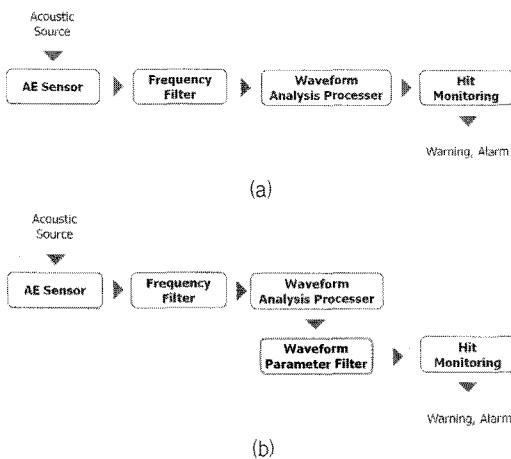 Acoustic
Source
AE Sensor
Frequency
Filter
Waveform
Analysis Processer
Hit
Monitoring
Warning, Alarm
(a)
Acoustic
Source
AE Sensor
Frequency
Filter
Waveform
Analysis Processer
Waveform
Parameter Filter
Hit
Monitoring
Warning, Alarm
(b)